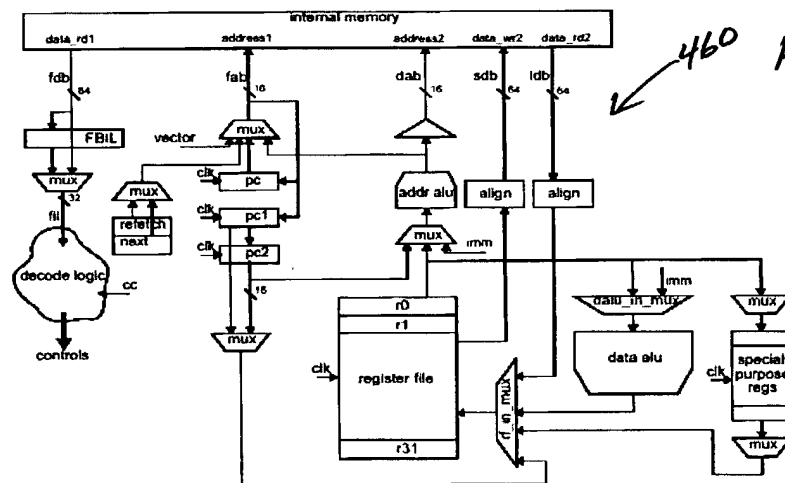 internal memory
data_rd1
address1
address2
data_wr2
data_rd2
fdb
64
fab
16
dab
16
sdb
64
ldb
64
460
FBIL
vector
mux
mux
32
fil
mux
refetch
next
clk
pc
clk
pc1
clk
pc2
16
addr alu
align
align
mux
imm
decode logic
cc
controls
mux
r0
r1
register file
r31
clk
rf_in_mux
imm
dalu_in_mux
data alu
mux
clk
special
purpose
regs
mux